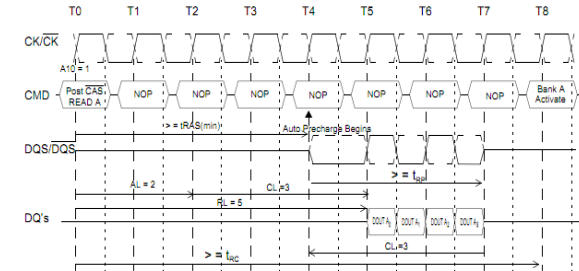 T0 T1 T2 T3 T4 T5 T6 T7 T8
CK/CK
A10 = 1
CMD Post CAS READ A NOP NOP NOP NOP NOP NOP NOP Bank A Activate
> = tRAS(min)
Auto Precharge Begins
DQS/DQS
> = tRP
AL = 2 CL =3
RL = 5
DQ's DOUT A0 DOUT A1 DOUT A2 DOUT A3
CL =3
> = tRC